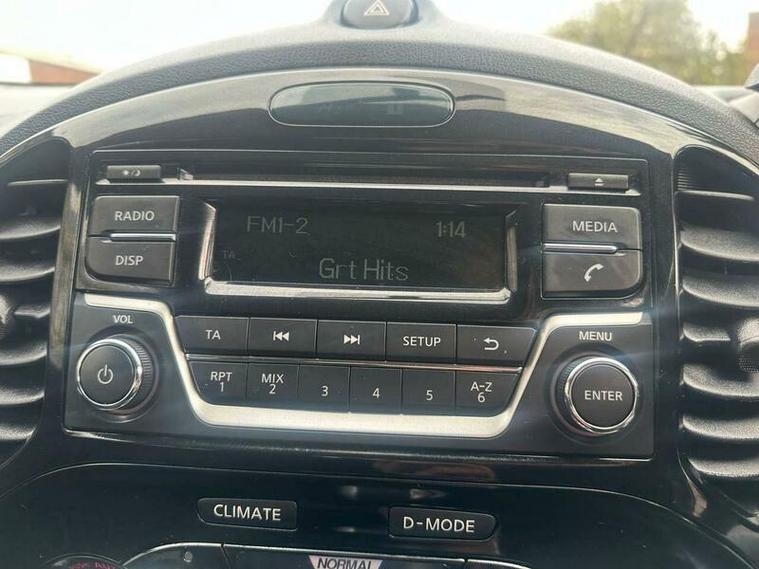 RADIO
DISP
FM1-2 1:14
TA
Grt Hits
MEDIA
VOL
TA
SETUP
MENU
RPT
1
MIX
2
3
4
5
A-Z
6
ENTER
CLIMATE
D-MODE
NORMAL